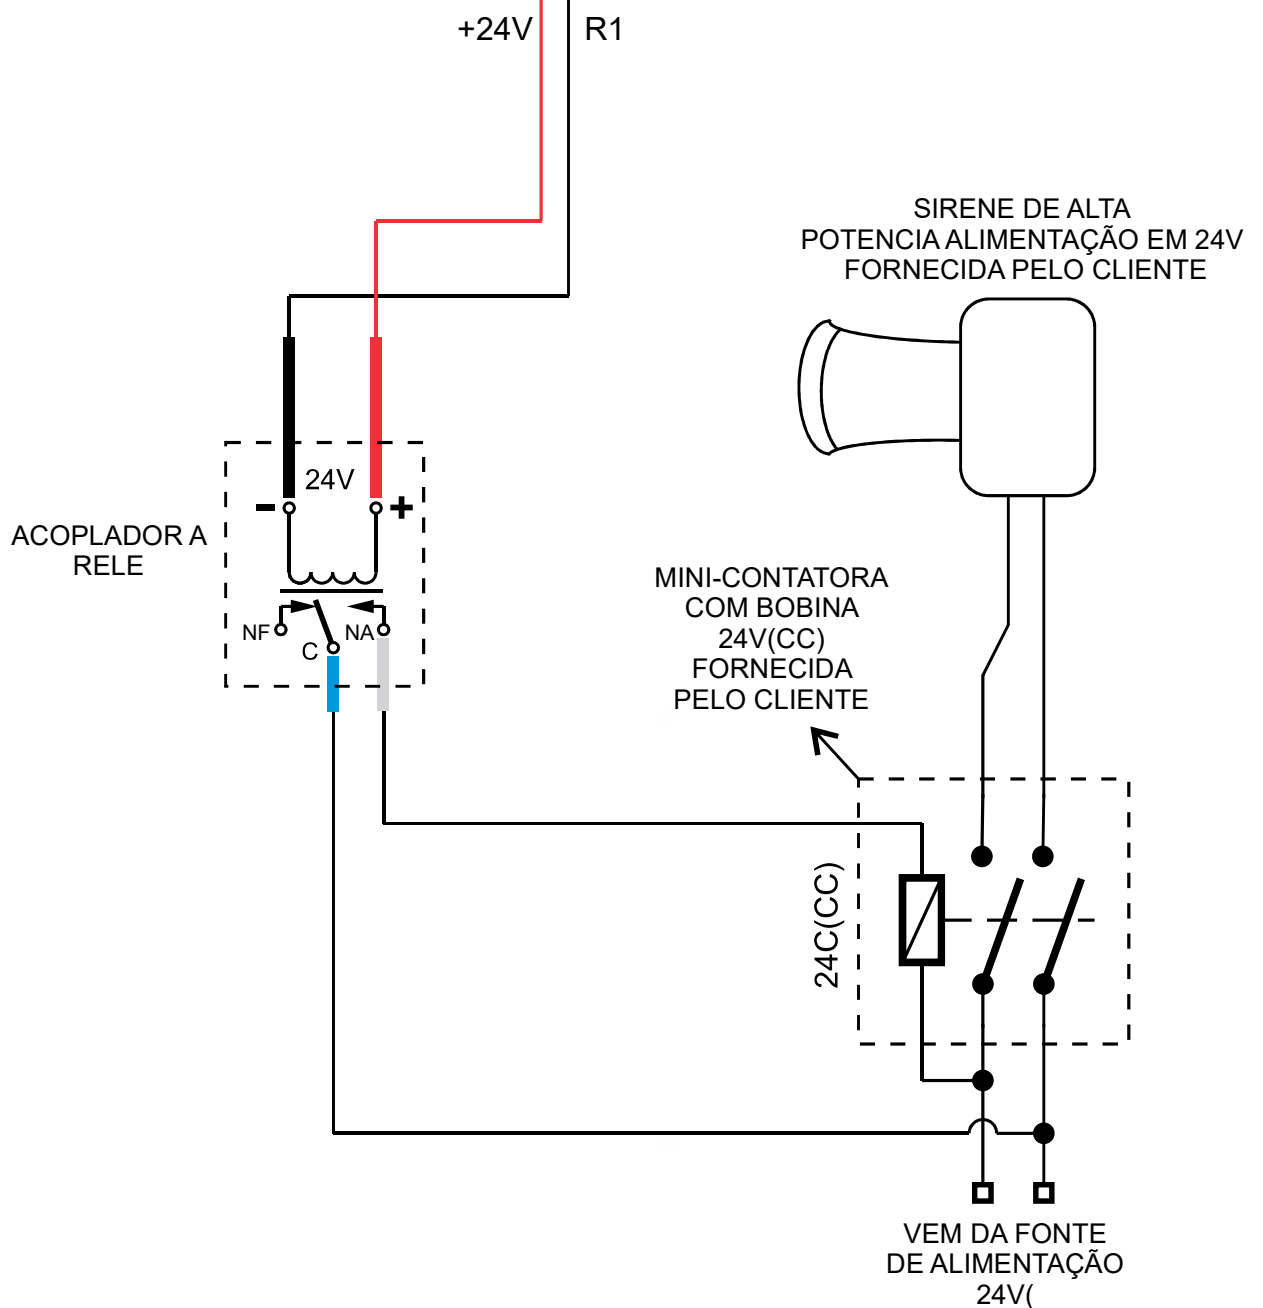 +24V R1
SIRENE DE ALTA
POTENCIA ALIMENTAÇÃO EM 24V
FORNECIDA PELO CLIENTE
24V
- +
ACOPLADOR A
RELE
NF C NA
MINI-CONTATORA
COM BOBINA
24V(CC)
FORNECIDA
PELO CLIENTE
24C(CC)
VEM DA FONTE
DE ALIMENTAÇÃO
24V(